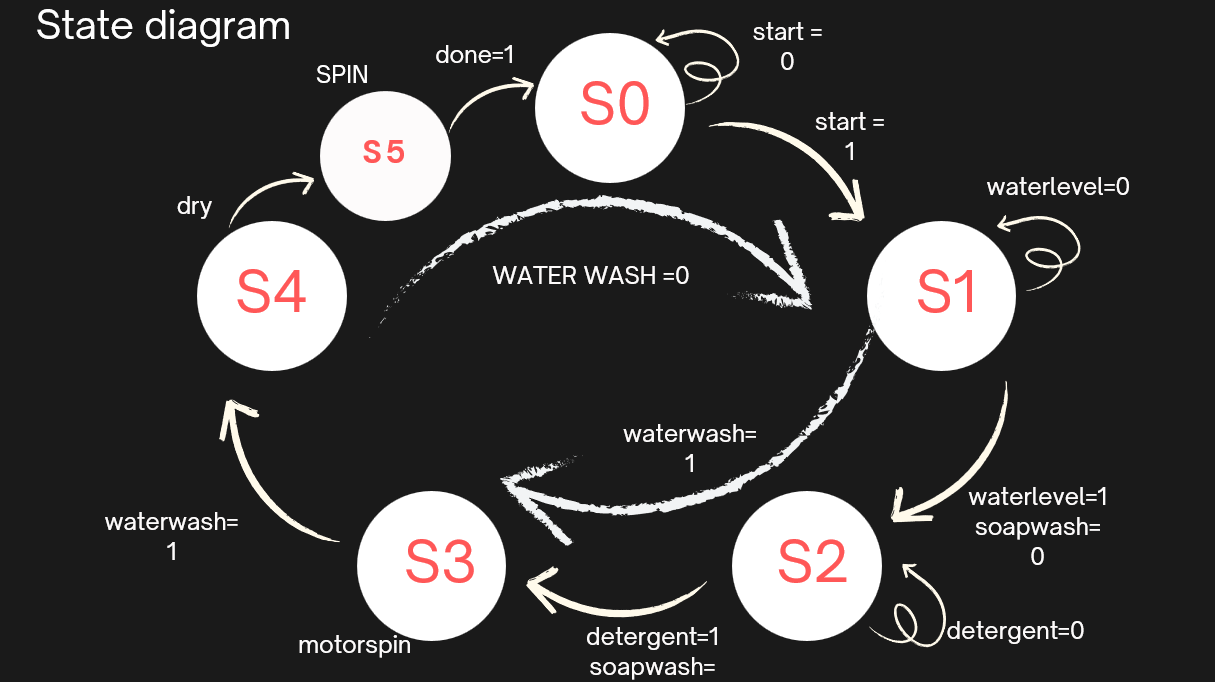 State diagram
start =
0
done=1
SPIN
S0
start =
1
S5
waterlevel=0
dry
WATER WASH =0
S4
S1
waterwash=
1
waterlevel=1
soapwash=
0
waterwash=
1
S3
S2
detergent=0
motorspin
detergent=1
soapwash=